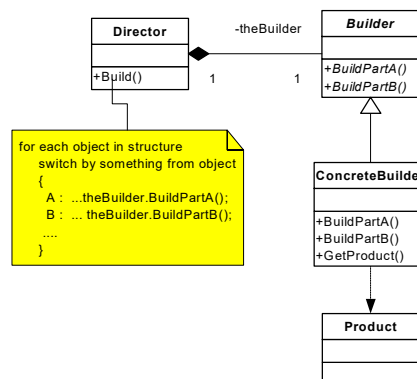 Director
+Build()
-theBuilder
1
1
Builder
+BuildPartA()
+BuildPartB()
for each object in structure
switch by something from object
{
A : ...theBuilder.BuildPartA();
B : ... theBuilder.BuildPartB();
....
}
ConcreteBuilde
+BuildPartA()
+BuildPartB()
+GetProduct()
Product